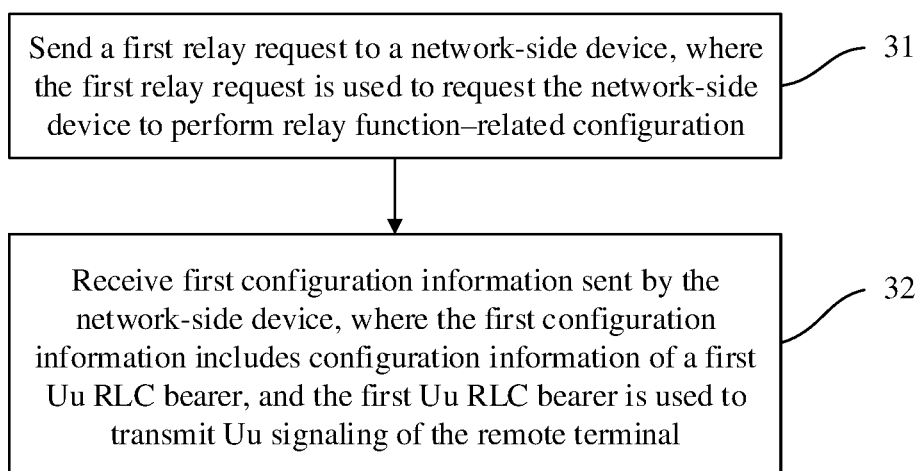 Send a first relay request to a network-side device, where
the first relay request is used to request the network-side
device to perform relay function–related configuration
31
Receive first configuration information sent by the
network-side device, where the first configuration
information includes configuration information of a first
Uu RLC bearer, and the first Uu RLC bearer is used to
transmit Uu signaling of the remote terminal
32